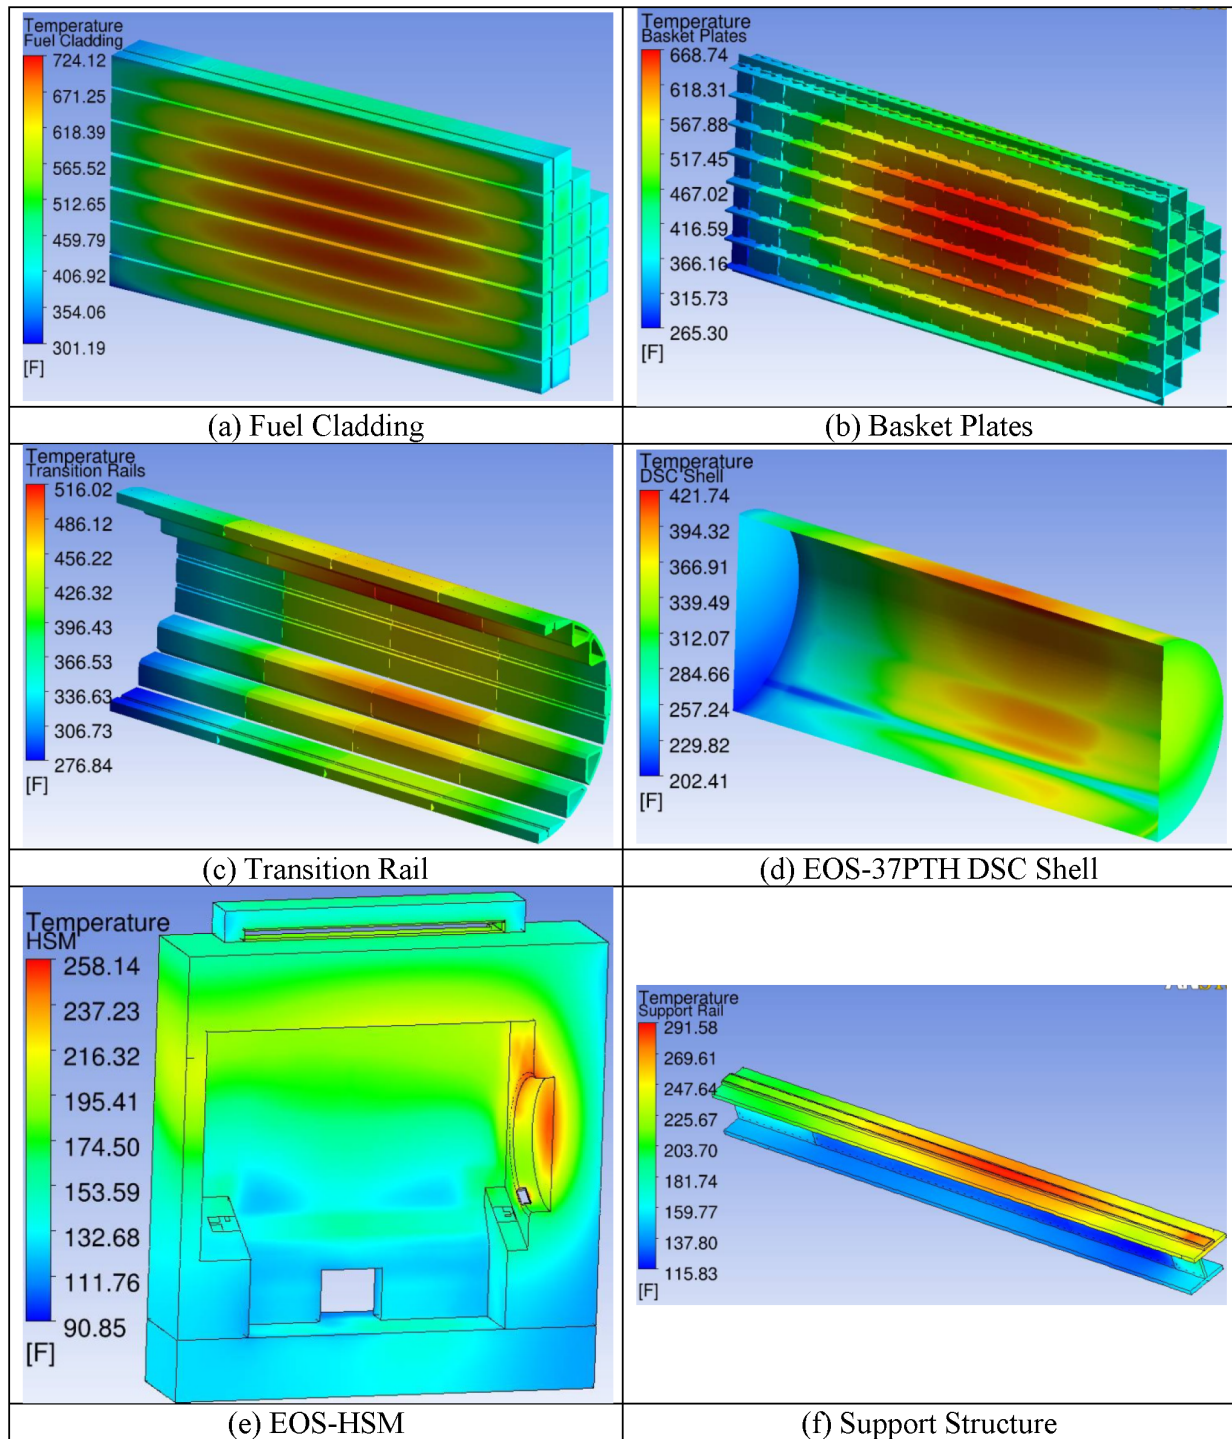 Temperature
Fuel Cladding
724.12
671.25
618.39
565.52
512.65
459.79
406.92
354.06
301.19
[F]
(a) Fuel Cladding
Temperature
Basket Plates
668.74
618.31
567.88
517.45
467.02
416.59
366.16
315.73
265.30
[F]
(b) Basket Plates
Temperature
Transition Rails
516.02
486.12
456.22
426.32
396.43
366.53
336.63
306.73
276.84
[F]
(c) Transition Rail
Temperature
DSC Shell
421.74
394.32
366.91
339.49
312.07
284.66
257.24
229.82
202.41
[F]
(d) EOS-37PTH DSC Shell
Temperature
HSM
258.14
237.23
216.32
195.41
174.50
153.59
132.68
111.76
90.85
[F]
(e) EOS-HSM
Temperature
Support Rail
291.58
269.61
247.64
225.67
203.70
181.74
159.77
137.80
115.83
[F]
(f) Support Structure